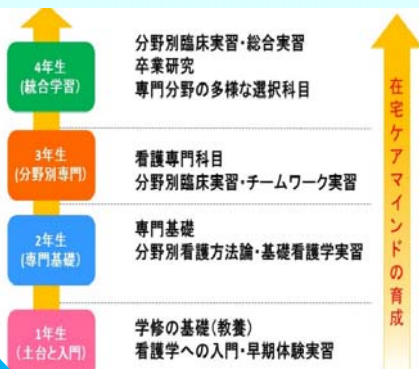 4年生
(統合学習)
分野別臨床実習・総合実習
卒業研究
専門分野の多様な選択科目
3年生
(分野別専門)
看護専門科目
分野別臨床実習・チームワーク実習
2年生
(専門基礎)
専門基礎
分野別看護方法論・基礎看護学実習
1年生
(土台と入門)
学修の基礎(教養)
看護学への入門・早期体験実習
在宅ケアマインドの育成